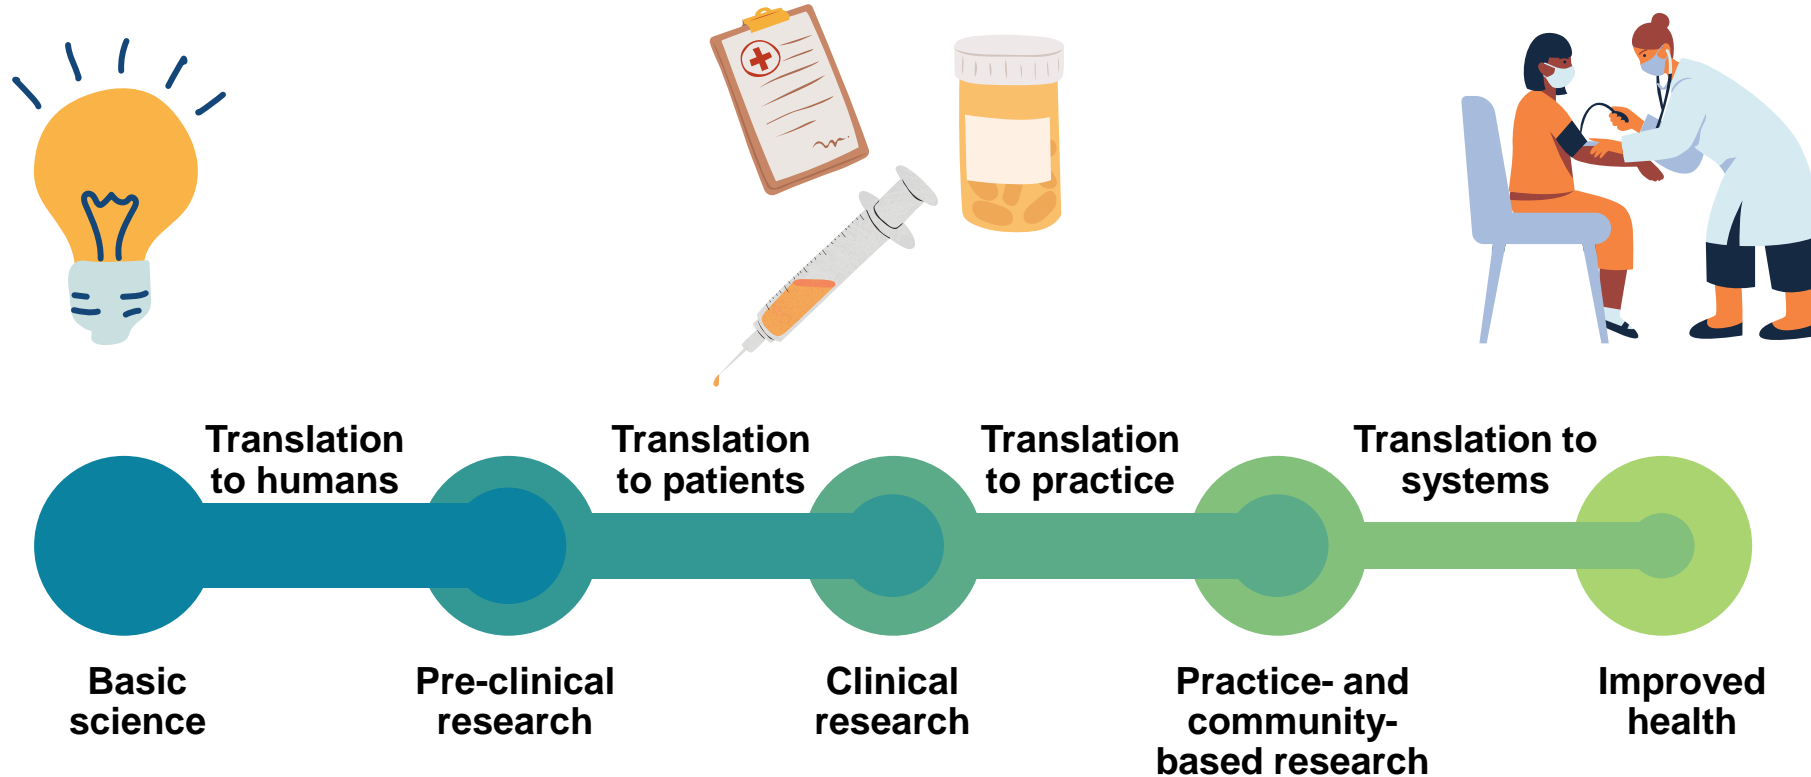 Translation
to humans
Translation
to patients
Translation
to practice
Translation to
systems
Basic
science
Pre-clinical
research
Clinical
research
Practice- and
community-
based research
Improved
health